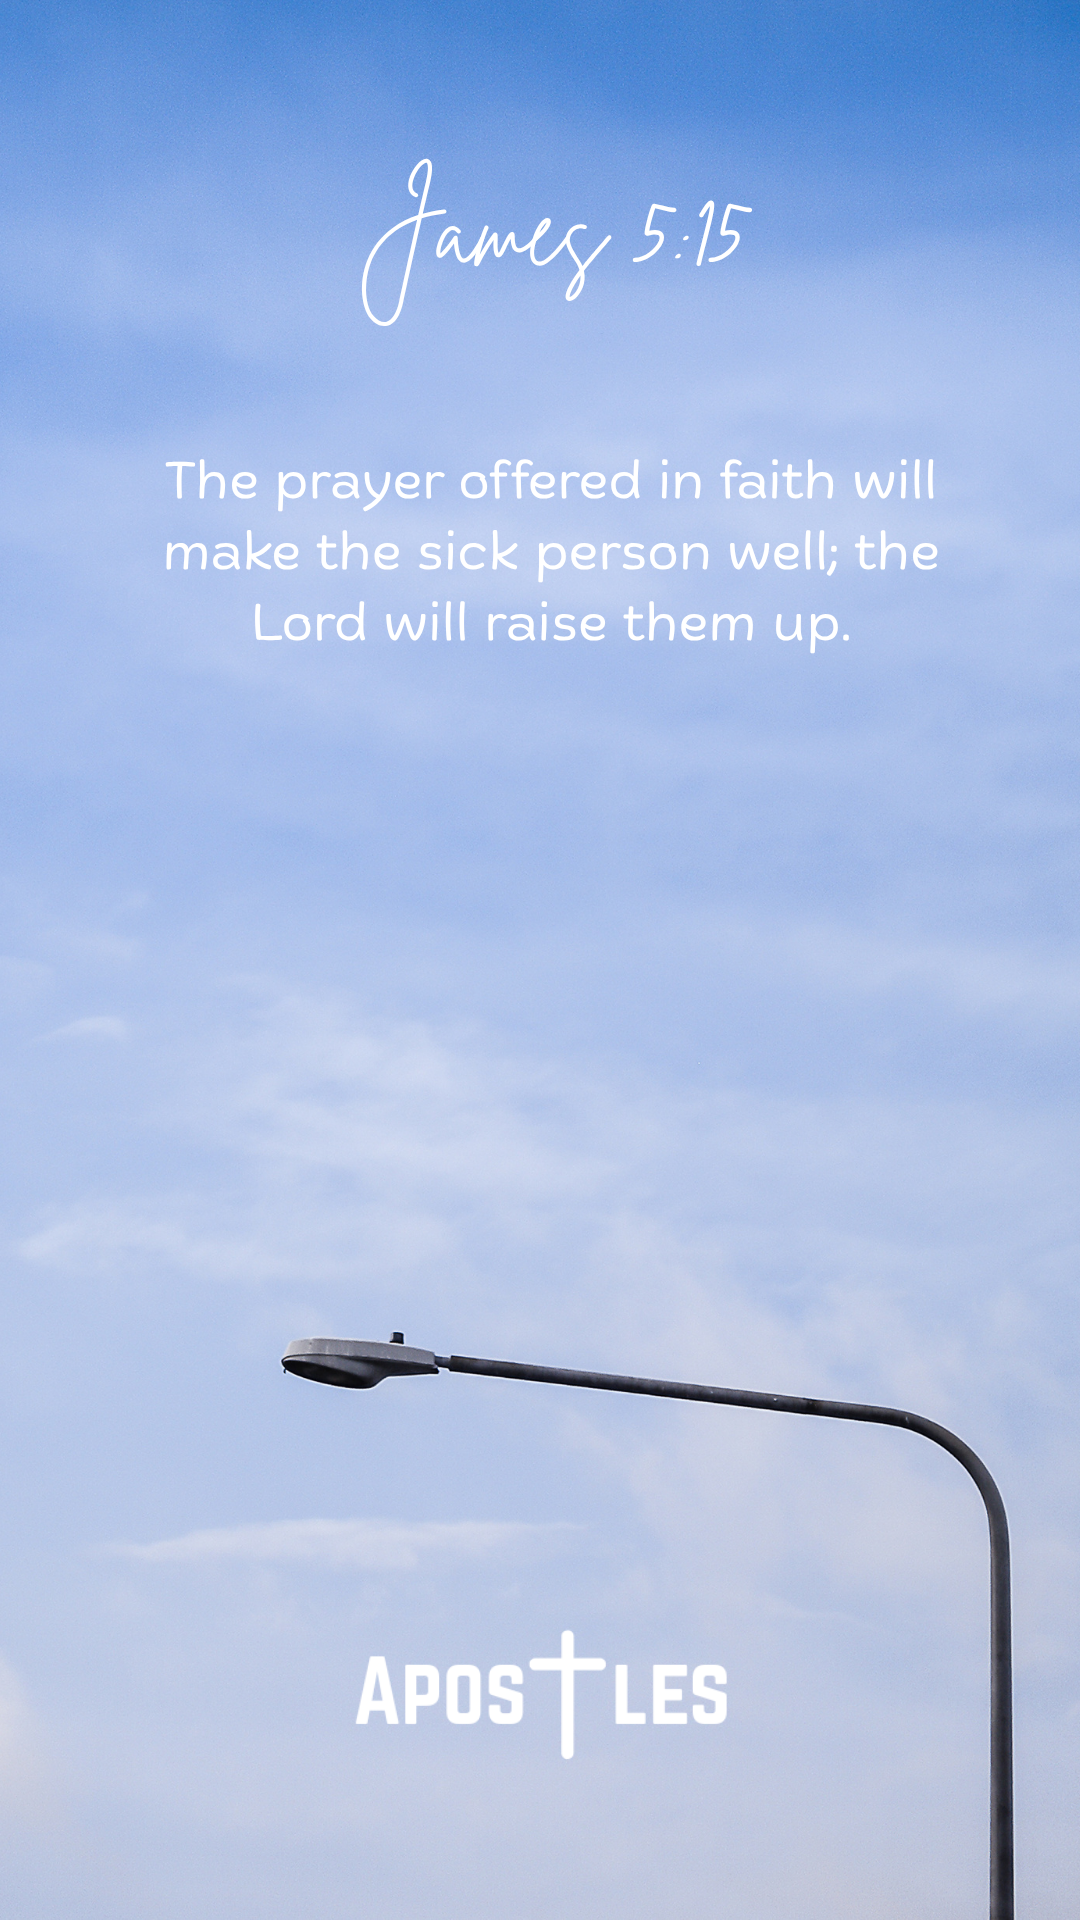 James 5:15
The prayer offered in faith will
make the sick person well; the
Lord will raise them up.
APOSTLES